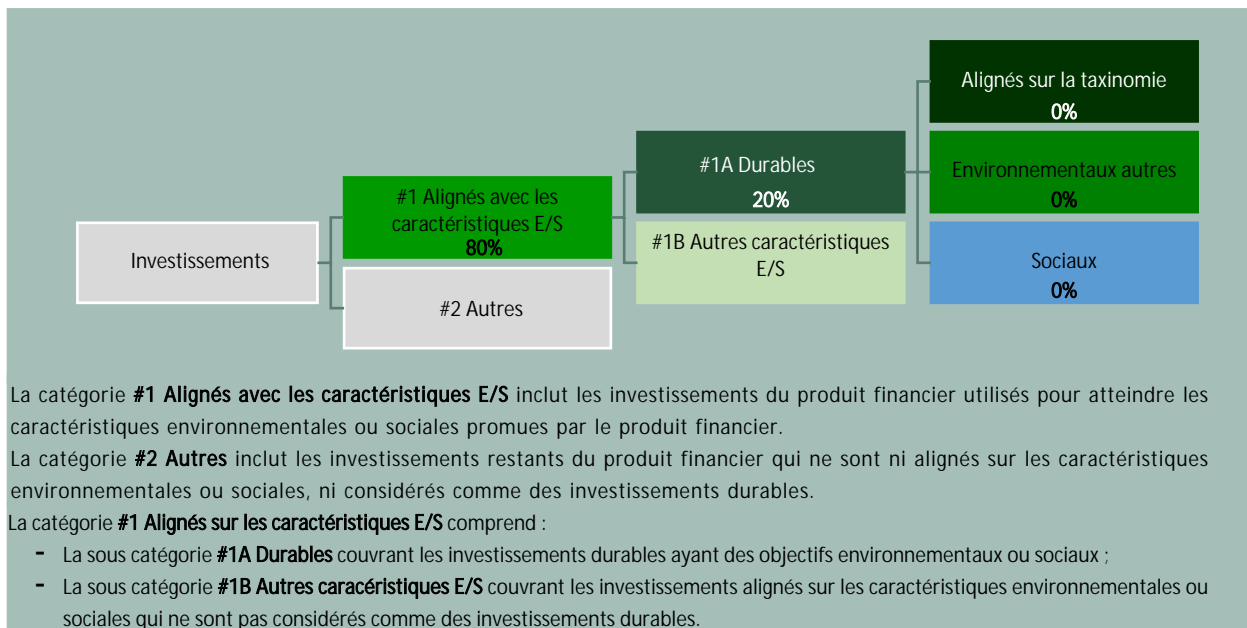 Alignés sur la taxinomie
0%
#1A Durables
20%
Environnementaux autres
0%
#1 Alignés avec les
caractéristiques E/S
80%
#1B Autres caractéristiques
E/S
Investissements
Sociaux
0%
#2 Autres
La catégorie #1 Alignés avec les caractéristiques E/S inclut les investissements du produit financier utilisés pour atteindre les
caractéristiques environnementales ou sociales promues par le produit financier.
La catégorie #2 Autres inclut les investissements restants du produit financier qui ne sont ni alignés sur les caractéristiques
environnementales ou sociales, ni considérés comme des investissements durables.
La catégorie #1 Alignés sur les caractéristiques E/S comprend :
- La sous catégorie #1A Durables couvrant les investissements durables ayant des objectifs environnementaux ou sociaux ;
- La sous catégorie #1B Autres caracéristiques E/S couvrant les investissements alignés sur les caractéristiques environnementales ou
sociales qui ne sont pas considérés comme des investissements durables.